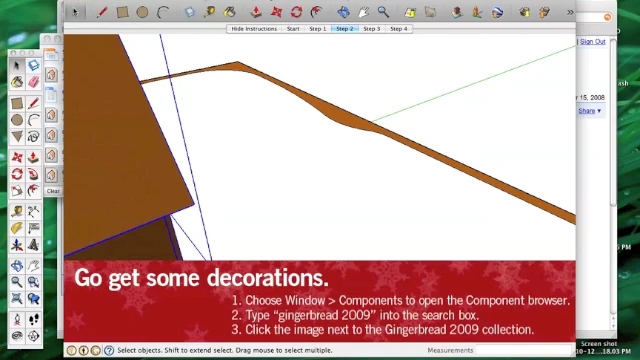 Hide Instructions Start Step 1 Step 2 Step 3 Step 4
Sign Out
15, 2008
Share
Clear
Go get some decorations.
1. Choose Window > Components to open the Component browser.
2. Type “gingerbread 2009” into the search box.
3. Click the image next to the Gingerbread 2009 collection.
Select objects. Shift to extend select. Drag mouse to select multiple.
Measurements
Screen shot